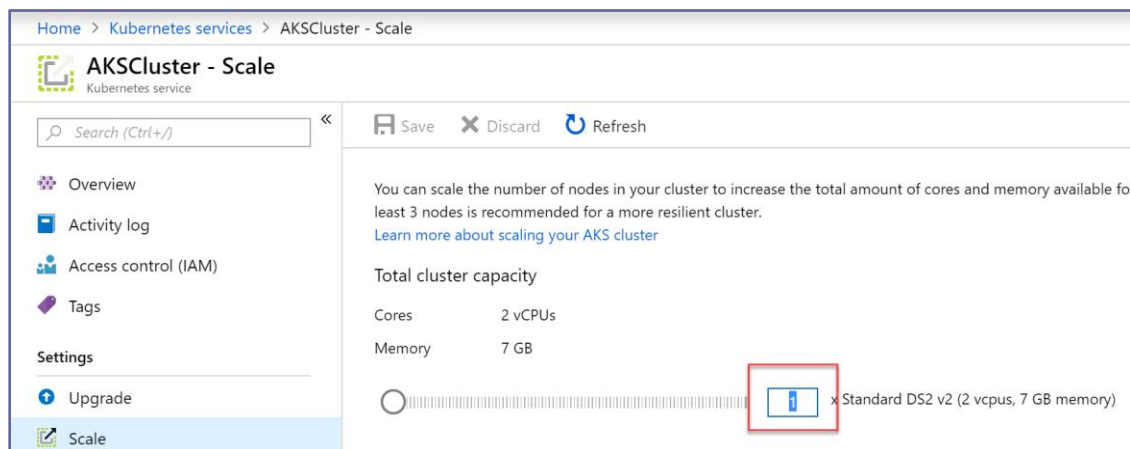 Home > Kubernetes services > AKSCluster - Scale
AKSCluster - Scale
Kubernetes service
Search (Ctrl+/)
«
Save Discard Refresh
Overview
Activity log
Access control (IAM)
Tags
Settings
Upgrade
Scale
You can scale the number of nodes in your cluster to increase the total amount of cores and memory available fo
least 3 nodes is recommended for a more resilient cluster.
Learn more about scaling your AKS cluster
Total cluster capacity
Cores 2 vCPUs
Memory 7 GB
1 x Standard DS2 v2 (2 vcpus, 7 GB memory)